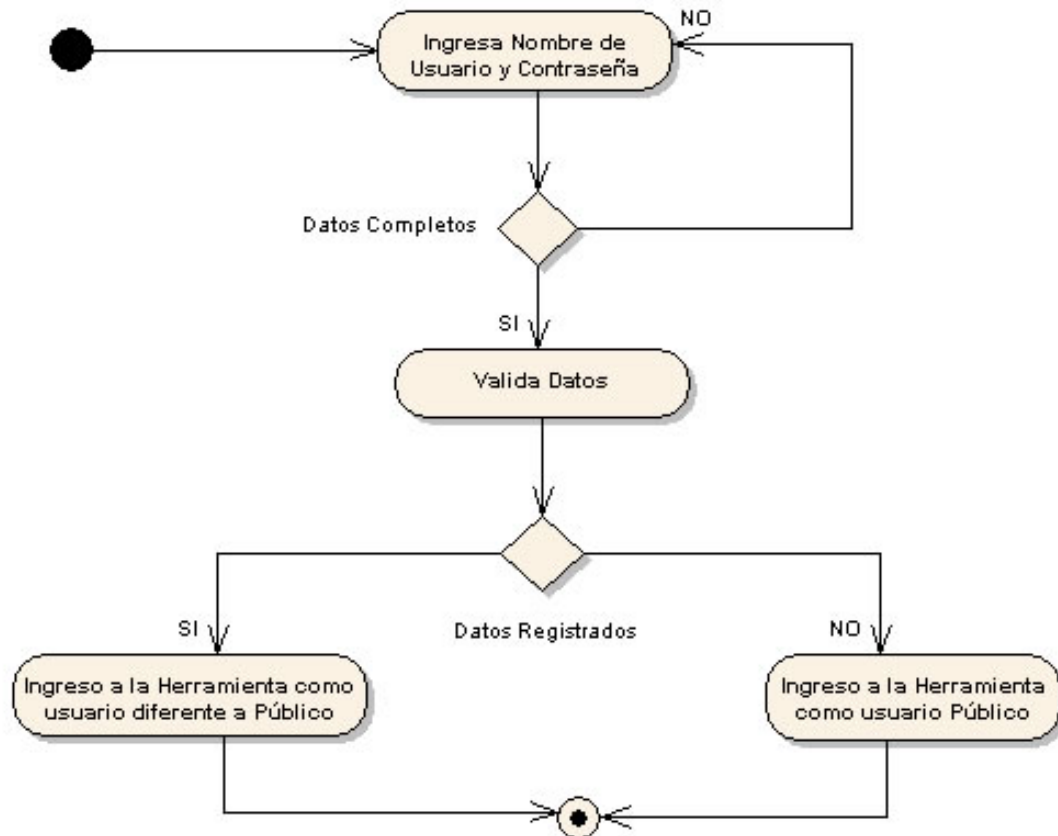 NO
Ingresa Nombre de
Usuario y Contraseña
Datos Completos
SI
Valida Datos
SI
Datos Registrados
NO
Ingreso a la Herramienta como
usuario diferente a Público
Ingreso a la Herramienta
como usuario Público